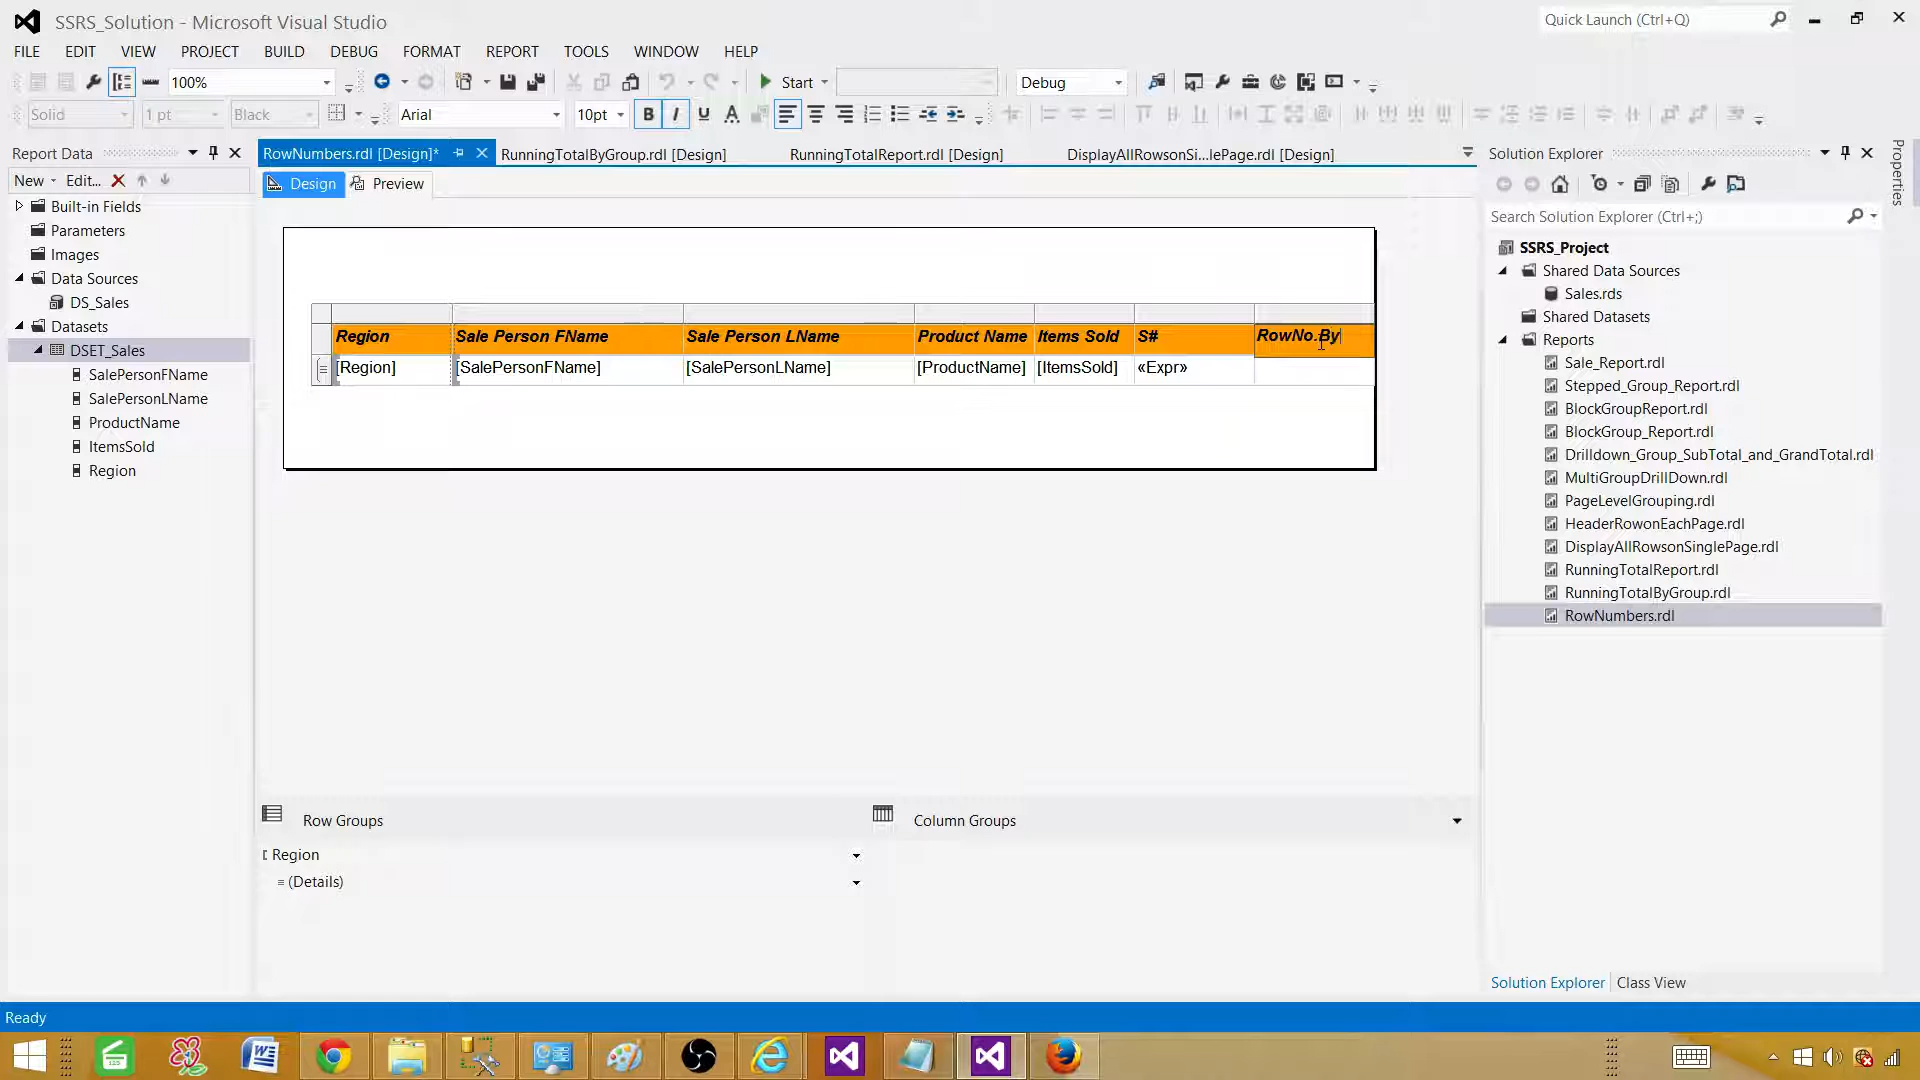 SSRS_Solution - Microsoft Visual Studio
Quick Launch (Ctrl+Q)
FILE EDIT VIEW PROJECT BUILD DEBUG FORMAT REPORT TOOLS WINDOW HELP
100% Start Debug
Solid 1 pt Black Arial 10pt B I U A
Report Data
RowNumbers.rdl [Design]* RunningTotalByGroup.rdl [Design] RunningTotalReport.rdl [Design] DisplayAllRowsonSi...lePage.rdl [Design]
Solution Explorer
Properties
New Edit...
Design Preview
Built-in Fields
Parameters
Images
Data Sources
DS_Sales
Datasets
DSET_Sales
SalePersonFName
SalePersonLName
ProductName
ItemsSold
Region
Region Sale Person FName Sale Person LName Product Name Items Sold S# RowNo.By
[Region] [SalePersonFName] [SalePersonLName] [ProductName] [ItemsSold] «Expr»
Row Groups
Column Groups
Region
(Details)
Search Solution Explorer (Ctrl+;)
SSRS_Project
Shared Data Sources
Sales.rds
Shared Datasets
Reports
Sale_Report.rdl
Stepped_Group_Report.rdl
BlockGroupReport.rdl
BlockGroup_Report.rdl
Drilldown_Group_SubTotal_and_GrandTotal.rdl
MultiGroupDrillDown.rdl
PageLevelGrouping.rdl
HeaderRowonEachPage.rdl
DisplayAllRowsonSinglePage.rdl
RunningTotalReport.rdl
RunningTotalByGroup.rdl
RowNumbers.rdl
Solution Explorer Class View
Ready